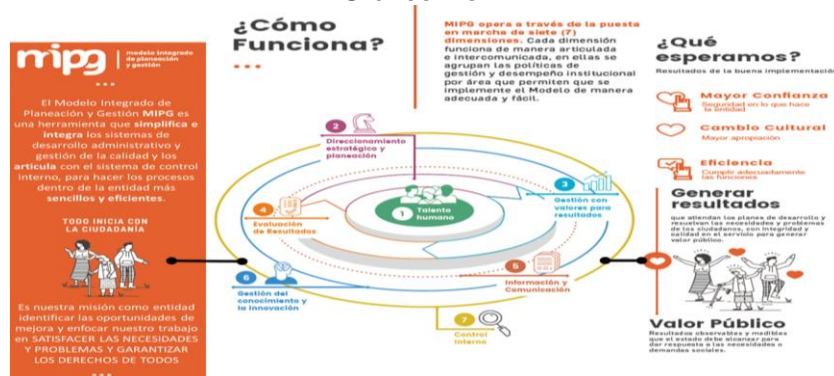 mipg
modelo integrado
de planeación
y gestión
El Modelo Integrado de
Planeación y Gestión MIPG es
una herramienta que simplifica e
integra los sistemas de
desarrollo administrativo y
gestión de la calidad y los
articula con el sistema de control
interno, para hacer los procesos
dentro de la entidad más
sencillos y eficientes.
TODO INICIA CON
LA CIUDADANÍA
Es nuestra misión como entidad
identificar las oportunidades de
mejora y enfocar nuestro trabajo
en SATISFACER LAS NECESIDADES
Y PROBLEMAS Y GARANTIZAR
LOS DERECHOS DE TODOS
¿Cómo
Funciona?
MIPG opera a través de la puesta
en marcha de siete (7)
dimensiones. Cada dimensión
funciona de manera articulada
e intercomunicada, en ellas se
agrupan las políticas de
gestión y desempeño institucional
por área que permiten que se
implemente el Modelo de manera
adecuada y fácil.
2
Direccionamiento
estratégico y
planeación
1 Talento
humano
3
Gestión con
valores para
resultados
4
Evaluación
de Resultados
5
Información y
Comunicación
6
Gestión del
conocimiento y
la innovación
7
Control
Interno
¿Qué
esperamos?
Resultados de la buena implementación
Mayor Confianza
Seguridad en lo que hace
la entidad
Cambio Cultural
Mayor apropiación
Eficiencia
Cumplir adecuadamente
las funciones
Generar
resultados
que atiendan los planes de desarrollo y
resuelvan las necesidades y problemas
de los ciudadanos, con integridad y
calidad en el servicio para generar
valor público.
Valor Público
Resultados observables y medibles
que el estado debe alcanzar para
dar respuesta a las necesidades o
demandas sociales.